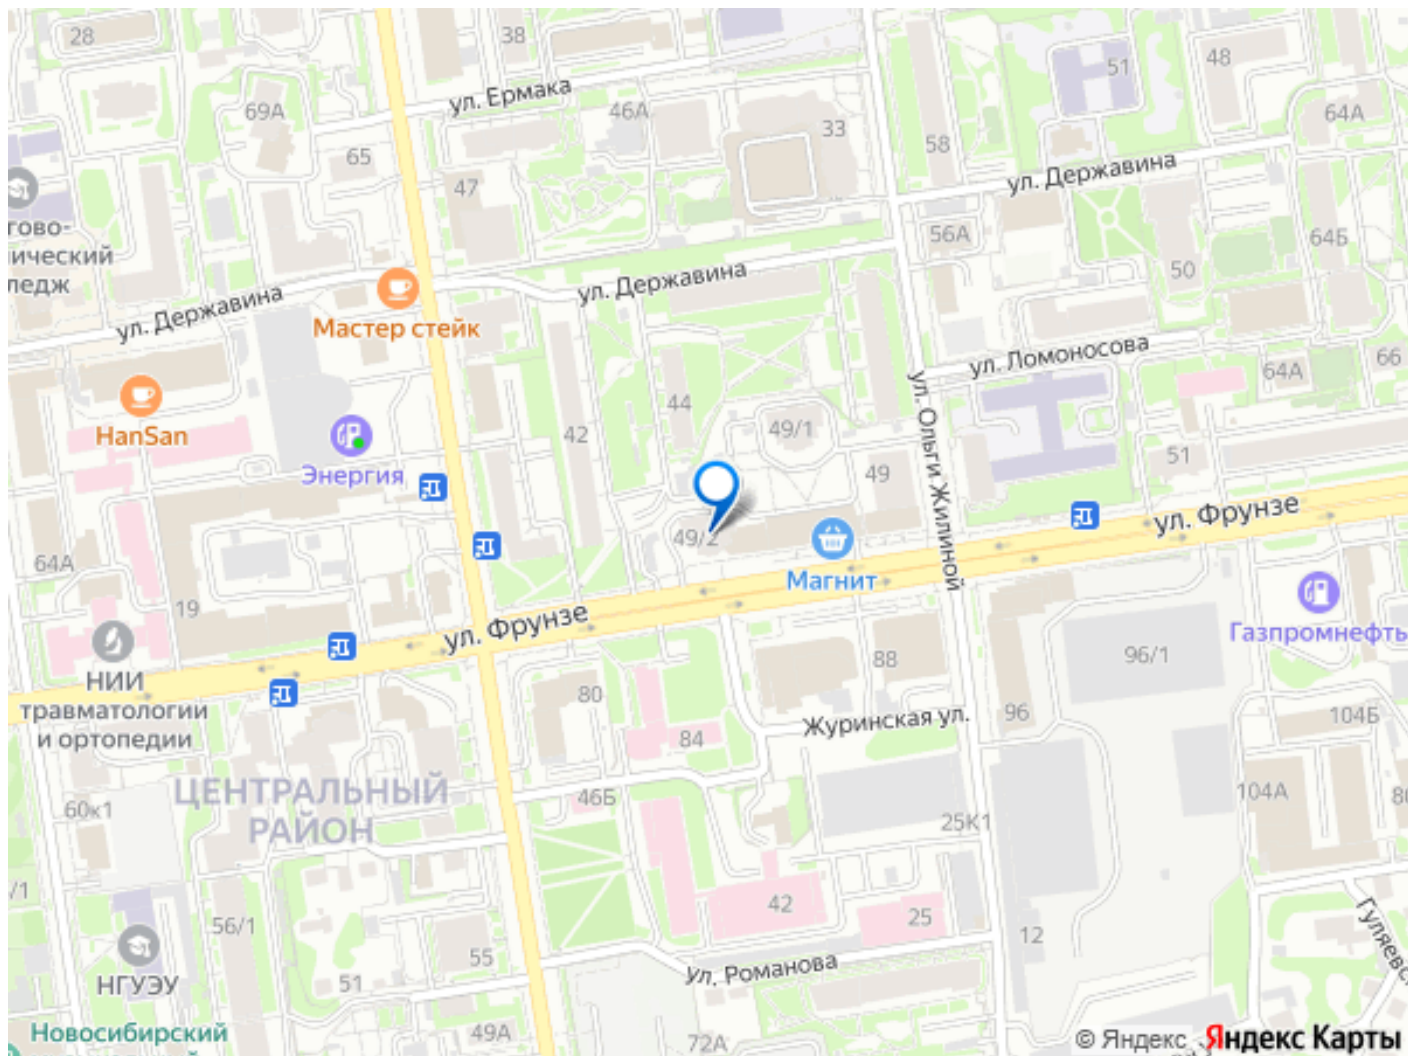 28
38
ул. Ермака
69А
46А
33
65
47
58
51
48
64А
ул. Державина
56А
64Б
50
гово-
ический
ледж
ул. Державина
ул. Державина
Мастер стейк
ул. Ломоносова
64А
66
HanSan
44
42
49/1
49
51
Энергия
ул. Ольги Жилиной
ул. Фрунзе
49/2
Магнит
64А
19
ул. Фрунзе
Газпромнефть
НИИ
травматологии
и ортопедии
88
96/1
80
84
Журинская ул.
96
104Б
ЦЕНТРАЛЬНЫЙ
РАЙОН
60к1
46Б
25К1
104А
86
/1
56/1
42
25
12
Гуляевск
55
51
НГУЭУ
ул. Романова
Новосибирский
49А
72А
© Яндекс Яндекс Карты